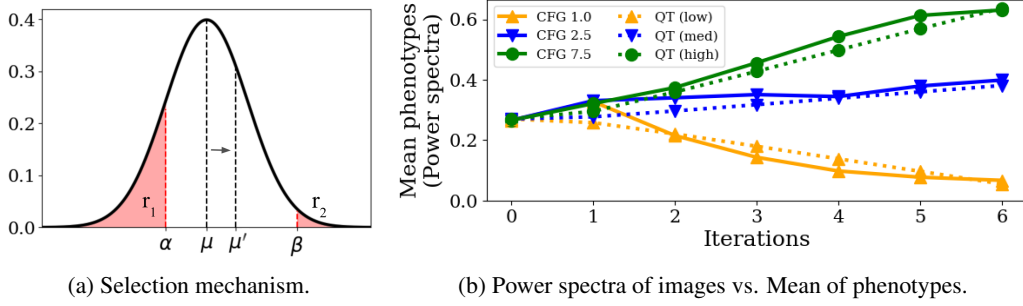 0.4
0.3
0.2
0.1
0.0
r1
r2
α
μ
μ'
β
(a) Selection mechanism.
Mean phenotypes
(Power spectra)
0.6
0.4
0.2
0.0
CFG 1.0
CFG 2.5
CFG 7.5
QT (low)
QT (med)
QT (high)
0 1 2 3 4 5 6
Iterations
(b) Power spectra of images vs. Mean of phenotypes.